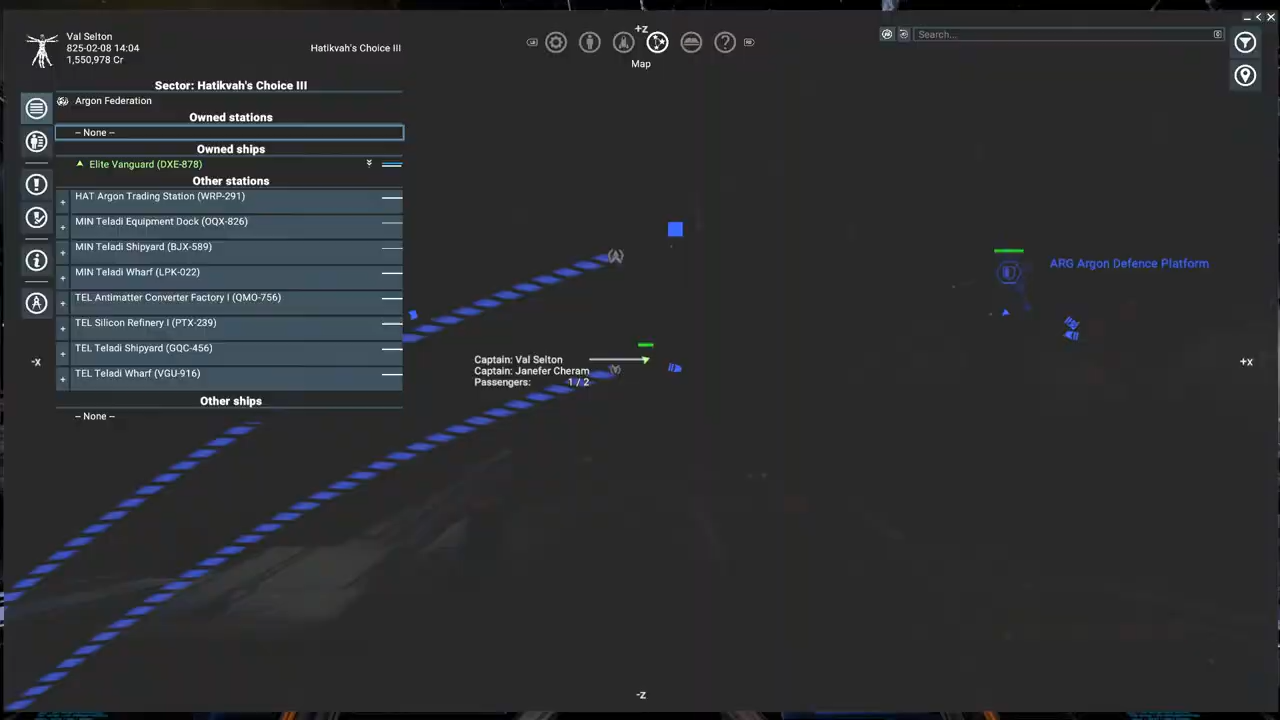 Val Selton
825-02-08 14:04
1,550,978 Cr
Hatikvah's Choice III
+Z
Map
Search...
Sector: Hatikvah's Choice III
Argon Federation
Owned stations
-- None --
Owned ships
Elite Vanguard (DXE-878)
Other stations
HAT Argon Trading Station (WRP-291)
MIN Teladi Equipment Dock (OQX-826)
MIN Teladi Shipyard (BJX-589)
MIN Teladi Wharf (LPK-022)
TEL Antimatter Converter Factory I (QMO-756)
TEL Silicon Refinery I (PTX-239)
TEL Teladi Shipyard (GQC-456)
TEL Teladi Wharf (VGU-916)
Other ships
-- None --
ARG Argon Defence Platform
Captain: Val Selton
Captain: Janefer Cheram
Passengers: 1 / 2
-X
+X
-Z